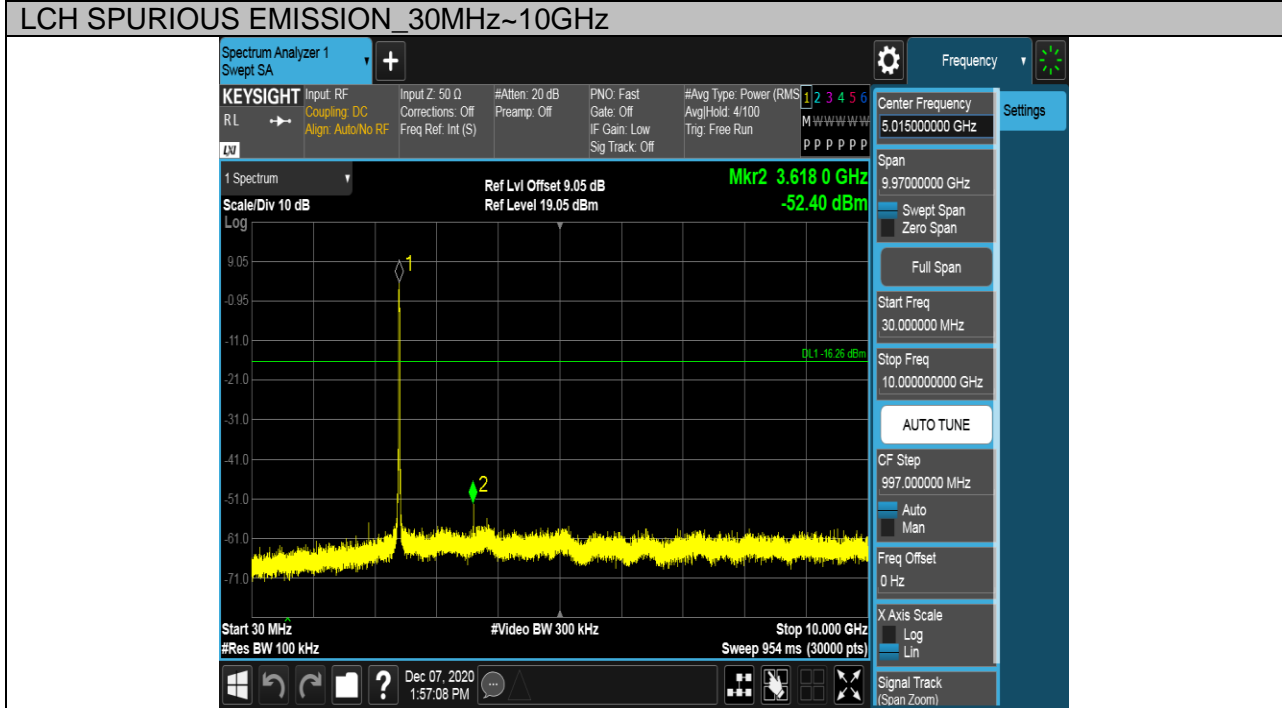 LCH SPURIOUS EMISSION_30MHz~10GHz
Spectrum Analyzer 1
Swept SA
+
Frequency
KEYSIGHT
RL
LXI
Input: RF
Coupling: DC
Align: Auto/No RF
Input Z: 50 Ω
Corrections: Off
Freq Ref: Int (S)
#Atten: 20 dB
Preamp: Off
PNO: Fast
Gate: Off
IF Gain: Low
Sig Track: Off
#Avg Type: Power (RMS
Avg|Hold: 4/100
Trig: Free Run
1 2 3 4 5 6
M W W W W W
P P P P P P
1 Spectrum
Scale/Div 10 dB
Log
Ref Lvl Offset 9.05 dB
Ref Level 19.05 dBm
Mkr2 3.618 0 GHz
-52.40 dBm
9.05
-0.95
-11.0
-21.0
-31.0
-41.0
-51.0
-61.0
-71.0
1
2
DL1 -16.26 dBm
Start 30 MHz
#Res BW 100 kHz
#Video BW 300 kHz
Stop 10.000 GHz
Sweep 954 ms (30000 pts)
Center Frequency
5.015000000 GHz
Settings
Span
9.97000000 GHz
Swept Span
Zero Span
Full Span
Start Freq
30.000000 MHz
Stop Freq
10.000000000 GHz
AUTO TUNE
CF Step
997.000000 MHz
Auto
Man
Freq Offset
0 Hz
X Axis Scale
Log
Lin
Signal Track
(Span Zoom)
?
Dec 07, 2020
1:57:08 PM